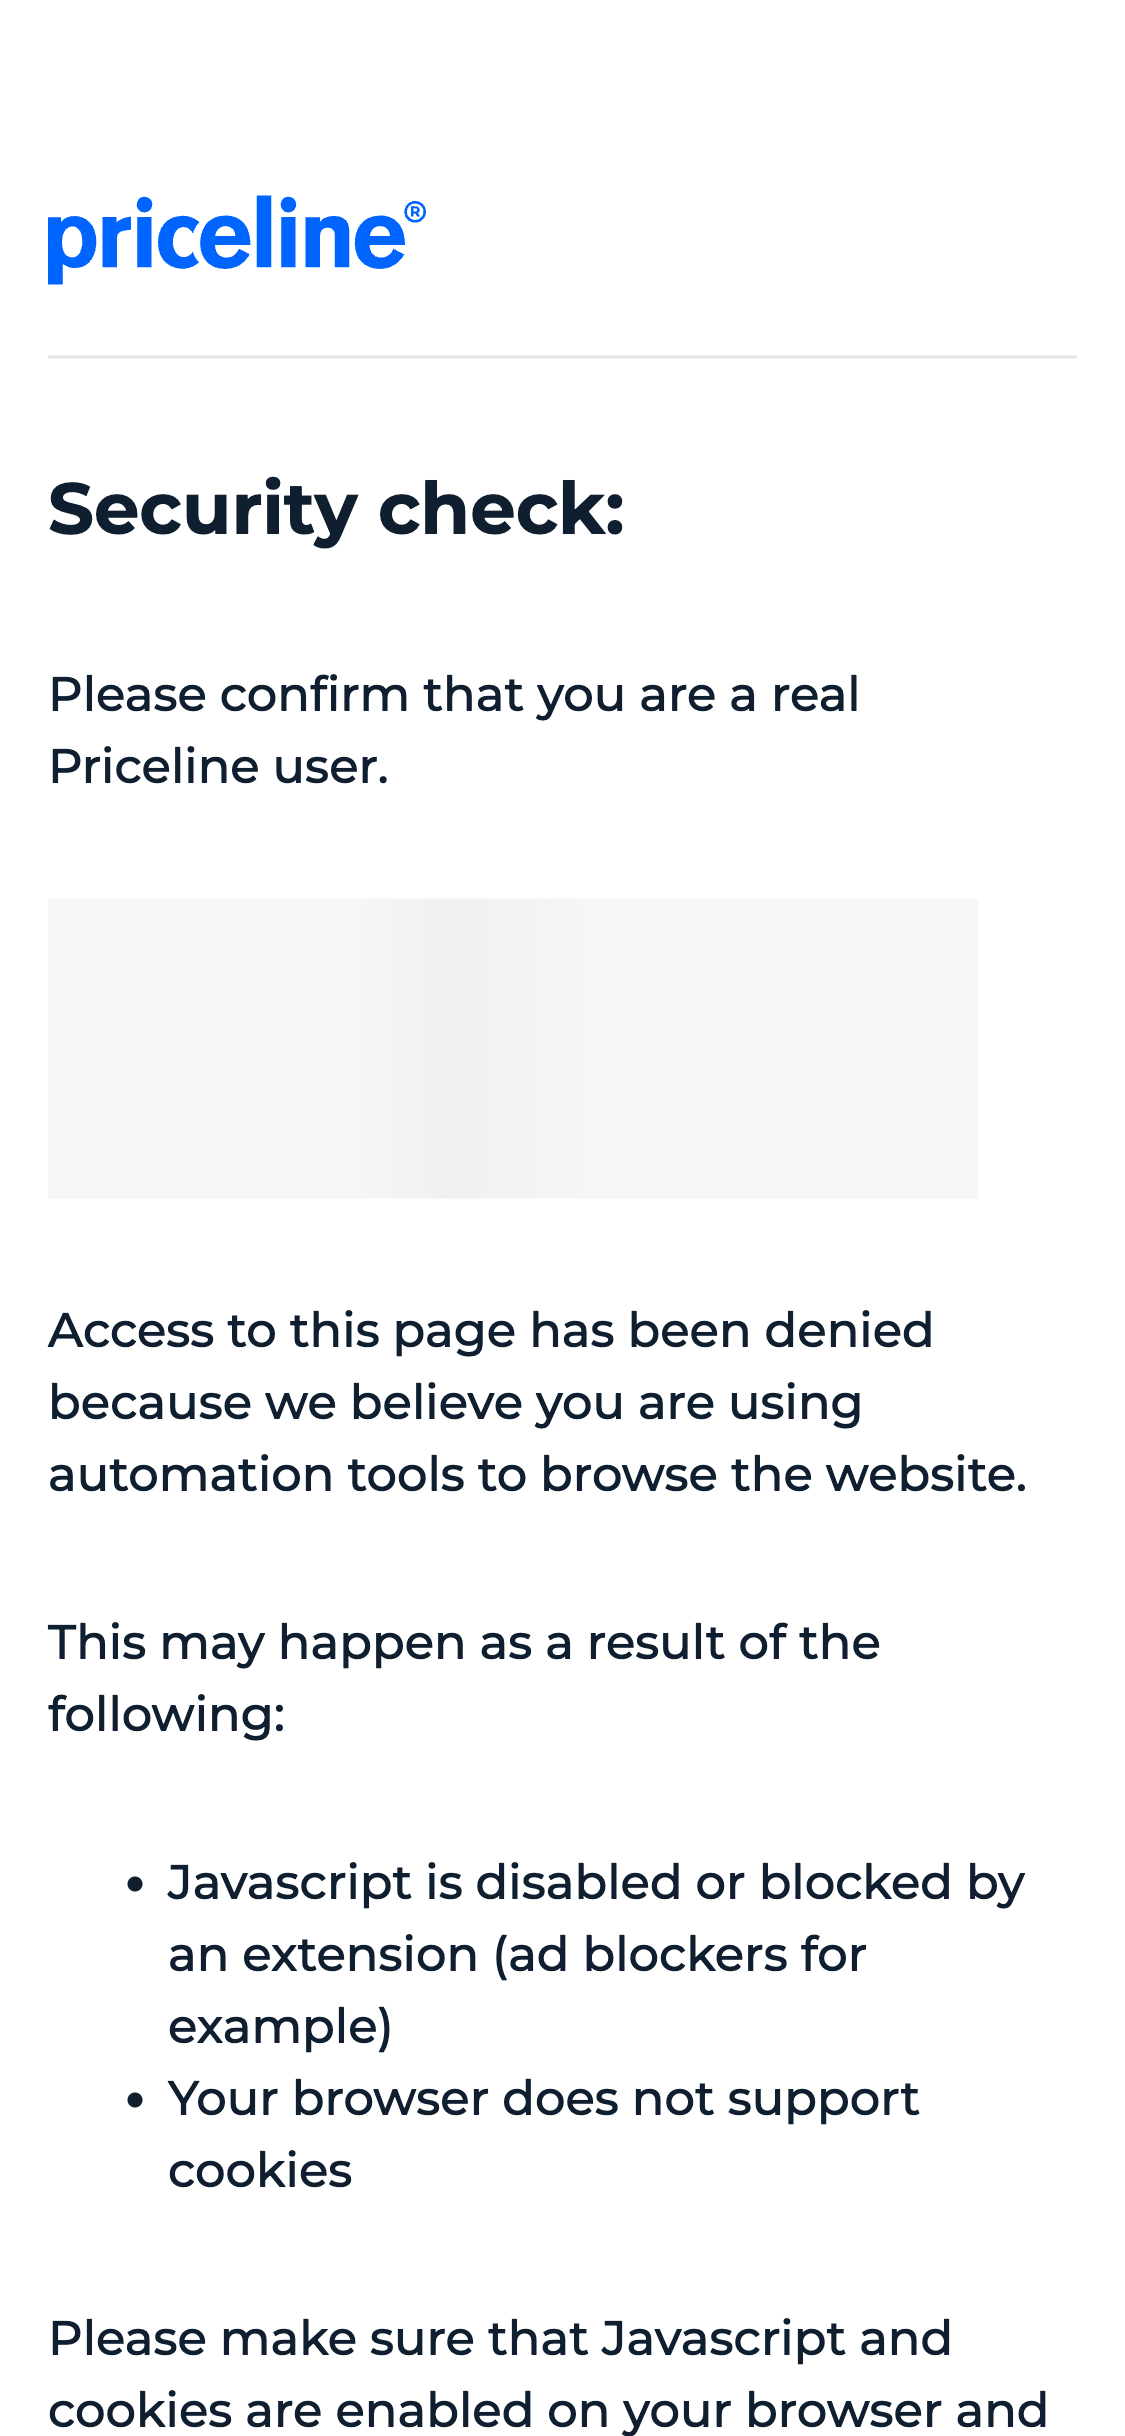 priceline®
Security check:
Please confirm that you are a real
Priceline user.
Access to this page has been denied
because we believe you are using
automation tools to browse the website.
This may happen as a result of the
following:
• Javascript is disabled or blocked by
an extension (ad blockers for
example)
• Your browser does not support
cookies
Please make sure that Javascript and
cookies are enabled on your browser and